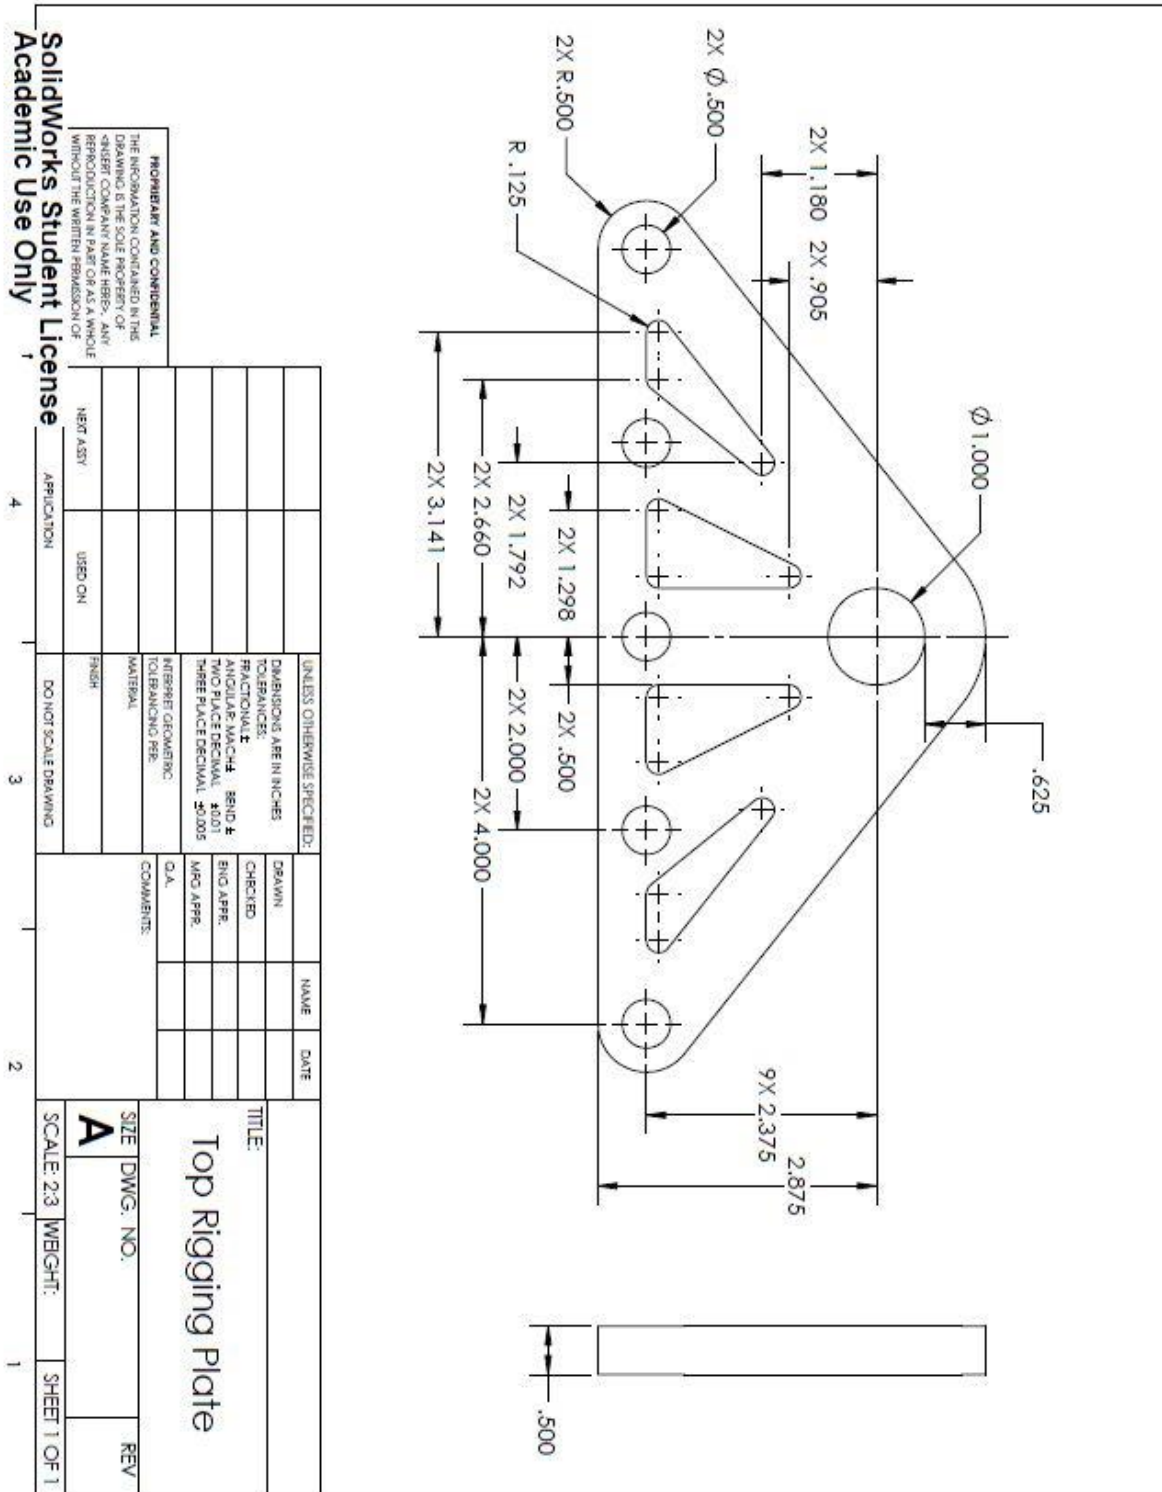 2X R.500
2X Ø .500
R .125
2X 1.180
2X .905
Ø1.000
.625
2X 3.141
2X 2.660
2X 1.792
2X 1.298
2X .500
2X 2.000
2X 4.000
9X 2.375
2.875
.500
PROPRIETARY AND CONFIDENTIAL
THE INFORMATION CONTAINED IN THIS
DRAWING IS THE SOLE PROPERTY OF
<INSERT COMPANY NAME HERE>. ANY
REPRODUCTION IN PART OR AS A WHOLE
WITHOUT THE WRITTEN PERMISSION OF
SolidWorks Student License
Academic Use Only
NEXT ASSY
USED ON
APPLICATION
UNLESS OTHERWISE SPECIFIED:
DIMENSIONS ARE IN INCHES
TOLERANCES:
FRACTIONAL±
ANGULAR: MACH± BEND ±
TWO PLACE DECIMAL ±0.01
THREE PLACE DECIMAL ±0.005
INTERPRET GEOMETRIC
TOLERANCING PER:
MATERIAL
FINISH
DO NOT SCALE DRAWING
NAME
DATE
DRAWN
CHECKED
ENG APPR.
MFG APPR.
Q.A.
COMMENTS:
TITLE:
Top Rigging Plate
SIZE
DWG. NO.
REV
A
SCALE: 2:3
WEIGHT:
SHEET 1 OF 1
4
3
2
1